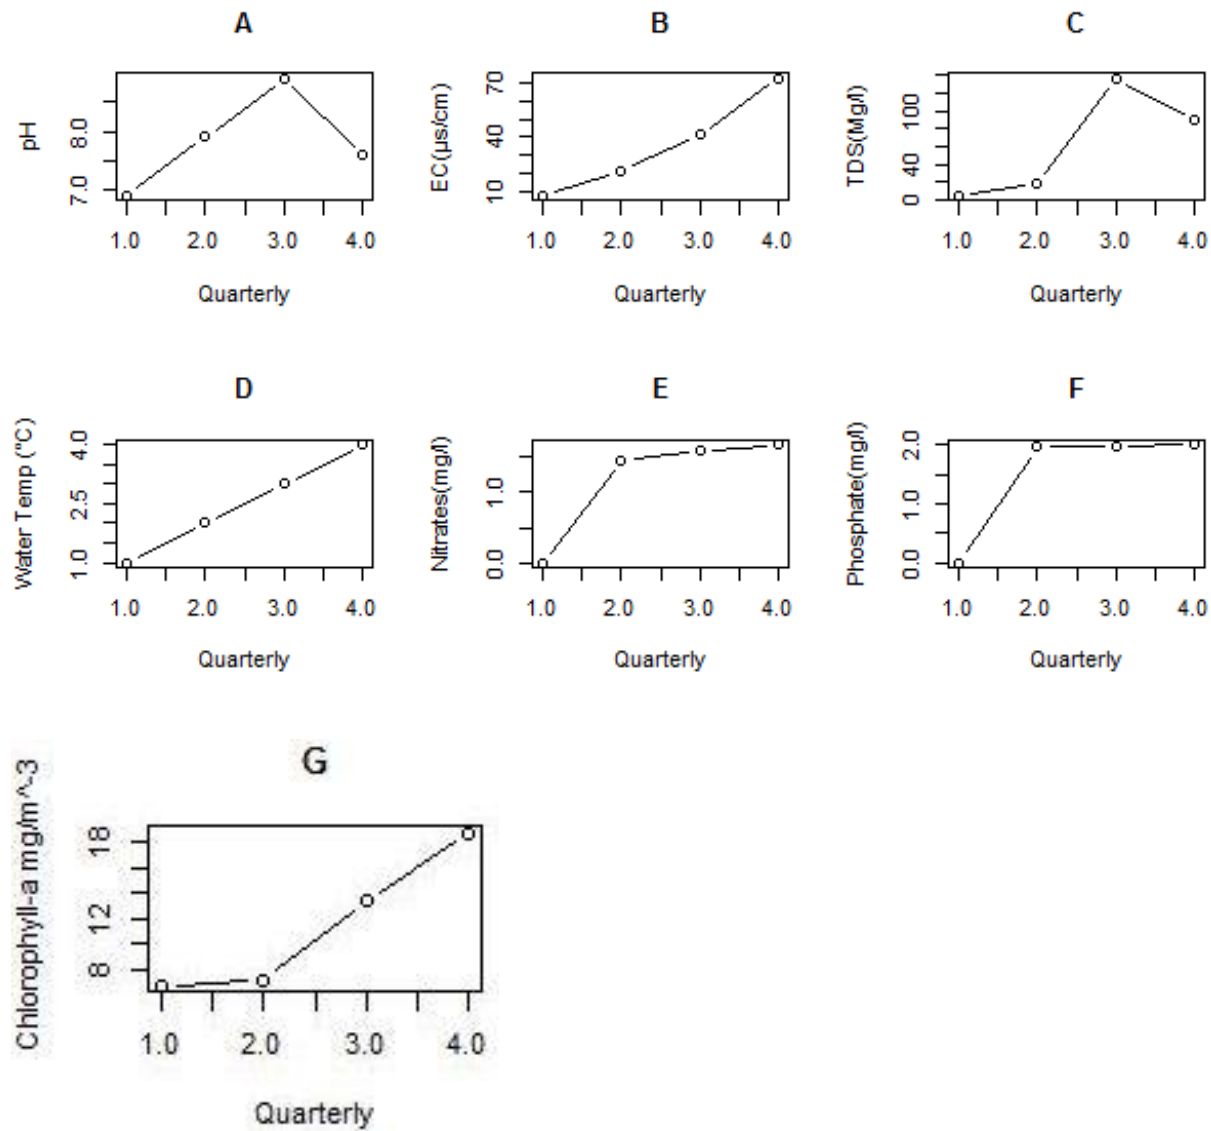 A
B
C
pH
7.0 8.0
1.0 2.0 3.0 4.0
Quarterly
EC(µs/cm)
10 40 70
1.0 2.0 3.0 4.0
Quarterly
TDS(Mg/l)
0 40 100
1.0 2.0 3.0 4.0
Quarterly
D
E
F
Water Temp (°C)
1.0 2.5 4.0
1.0 2.0 3.0 4.0
Quarterly
Nitrates(mg/l)
0.0 1.0
1.0 2.0 3.0 4.0
Quarterly
Phosphate(mg/l)
0.0 1.0 2.0
1.0 2.0 3.0 4.0
Quarterly
G
Chlorophyll-a mg/m^-3
8 12 18
1.0 2.0 3.0 4.0
Quarterly